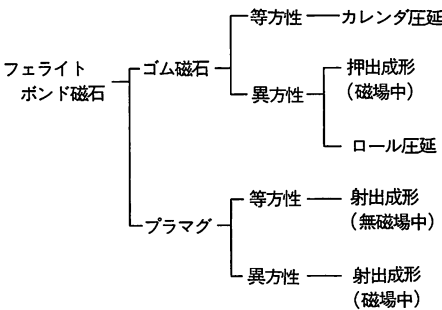 等方性
カレンダ圧延
フェライト
ボンド磁石
ゴム磁石
押出成形
(磁場中)
異方性
ロール圧延
プラマグ
等方性
射出成形
(無磁場中)
異方性
射出成形
(磁場中)